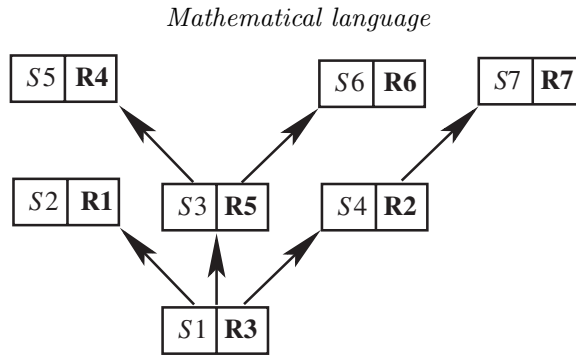 Mathematical language
S5 R4
S6 R6
S7 R7
S2 R1
S3 R5
S4 R2
S1 R3